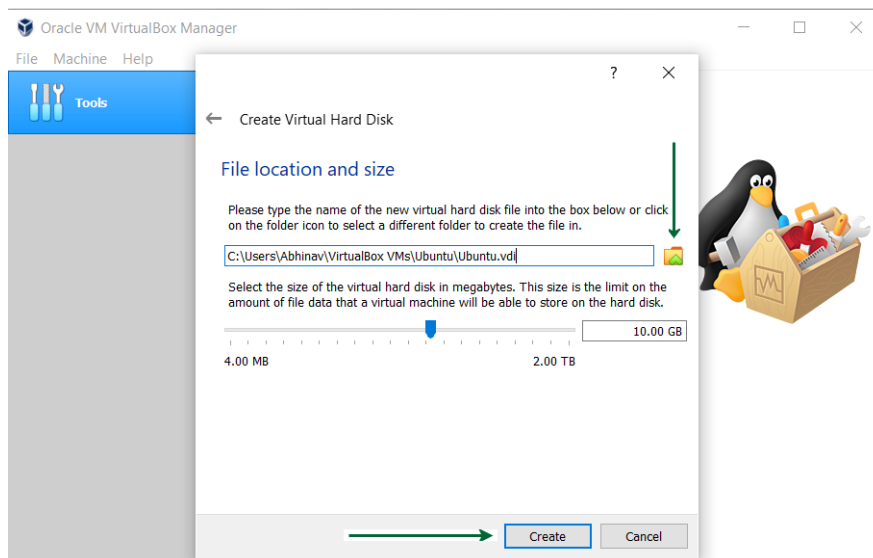 Oracle VM VirtualBox Manager
File Machine Help
Tools
?
Create Virtual Hard Disk
File location and size
Please type the name of the new virtual hard disk file into the box below or click
on the folder icon to select a different folder to create the file in.
C:\Users\Abhinav\VirtualBox VMs\Ubuntu\Ubuntu.vdi
Select the size of the virtual hard disk in megabytes. This size is the limit on the
amount of file data that a virtual machine will be able to store on the hard disk.
10.00 GB
4.00 MB 2.00 TB
Create Cancel